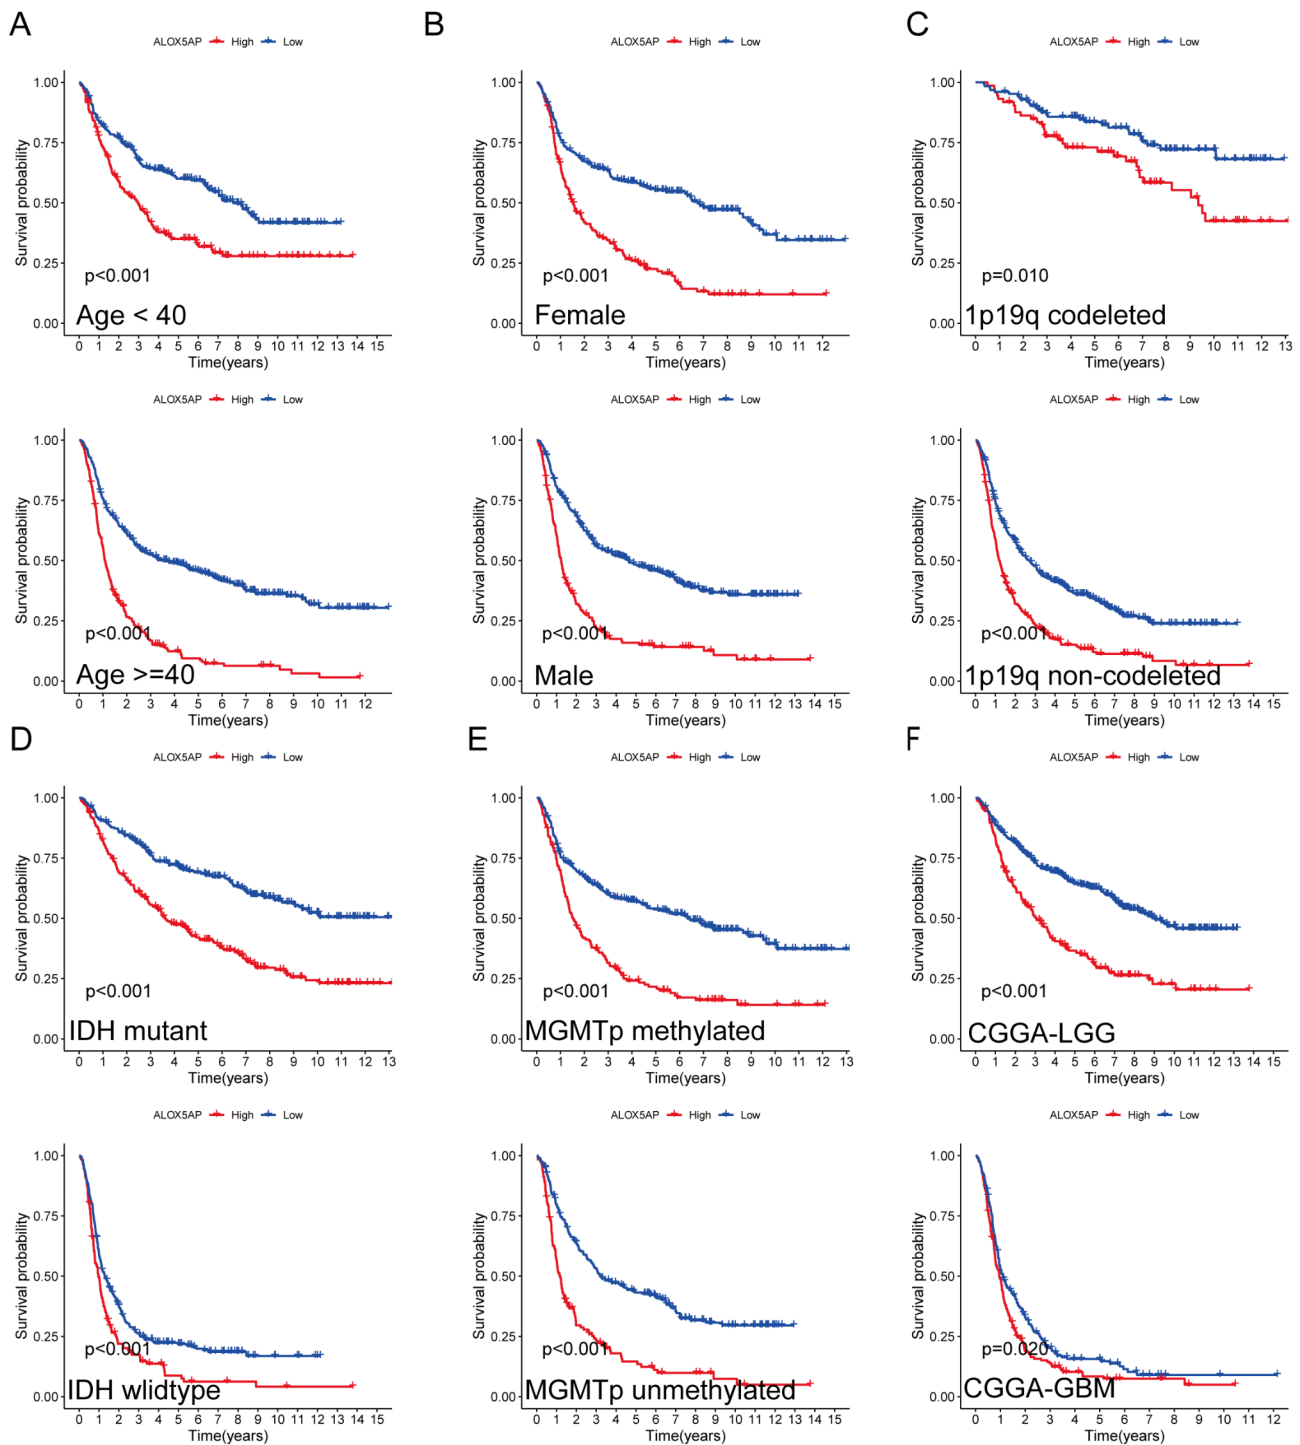 A
B
C
ALOX5AP High Low
ALOX5AP High Low
ALOX5AP High Low
Survival probability
1.00
0.75
0.50
0.25
0.00
p<0.001
Age < 40
0 1 2 3 4 5 6 7 8 9 10 11 12 13 14 15
Time(years)
Survival probability
1.00
0.75
0.50
0.25
0.00
p<0.001
Female
0 1 2 3 4 5 6 7 8 9 10 11 12
Time(years)
Survival probability
1.00
0.75
0.50
0.25
0.00
p=0.010
1p19q codeleted
0 1 2 3 4 5 6 7 8 9 10 11 12 13
Time(years)
ALOX5AP High Low
ALOX5AP High Low
ALOX5AP High Low
Survival probability
1.00
0.75
0.50
0.25
0.00
p<0.001
Age >=40
0 1 2 3 4 5 6 7 8 9 10 11 12
Time(years)
Survival probability
1.00
0.75
0.50
0.25
0.00
p<0.001
Male
0 1 2 3 4 5 6 7 8 9 10 11 12 13 14 15
Time(years)
Survival probability
1.00
0.75
0.50
0.25
0.00
p<0.001
1p19q non-codeleted
0 1 2 3 4 5 6 7 8 9 10 11 12 13 14 15
Time(years)
D
E
F
ALOX5AP High Low
ALOX5AP High Low
ALOX5AP High Low
Survival probability
1.00
0.75
0.50
0.25
0.00
p<0.001
IDH mutant
0 1 2 3 4 5 6 7 8 9 10 11 12 13
Time(years)
Survival probability
1.00
0.75
0.50
0.25
0.00
p<0.001
MGMTp methylated
0 1 2 3 4 5 6 7 8 9 10 11 12 13
Time(years)
Survival probability
1.00
0.75
0.50
0.25
0.00
p<0.001
CGGA-LGG
0 1 2 3 4 5 6 7 8 9 10 11 12 13 14 15
Time(years)
ALOX5AP High Low
ALOX5AP High Low
ALOX5AP High Low
Survival probability
1.00
0.75
0.50
0.25
0.00
p<0.001
IDH wlidtype
0 1 2 3 4 5 6 7 8 9 10 11 12 13 14 15
Time(years)
Survival probability
1.00
0.75
0.50
0.25
0.00
p<0.001
MGMTp unmethylated
0 1 2 3 4 5 6 7 8 9 10 11 12 13 14 15
Time(years)
Survival probability
1.00
0.75
0.50
0.25
0.00
p=0.020
CGGA-GBM
0 1 2 3 4 5 6 7 8 9 10 11 12
Time(years)